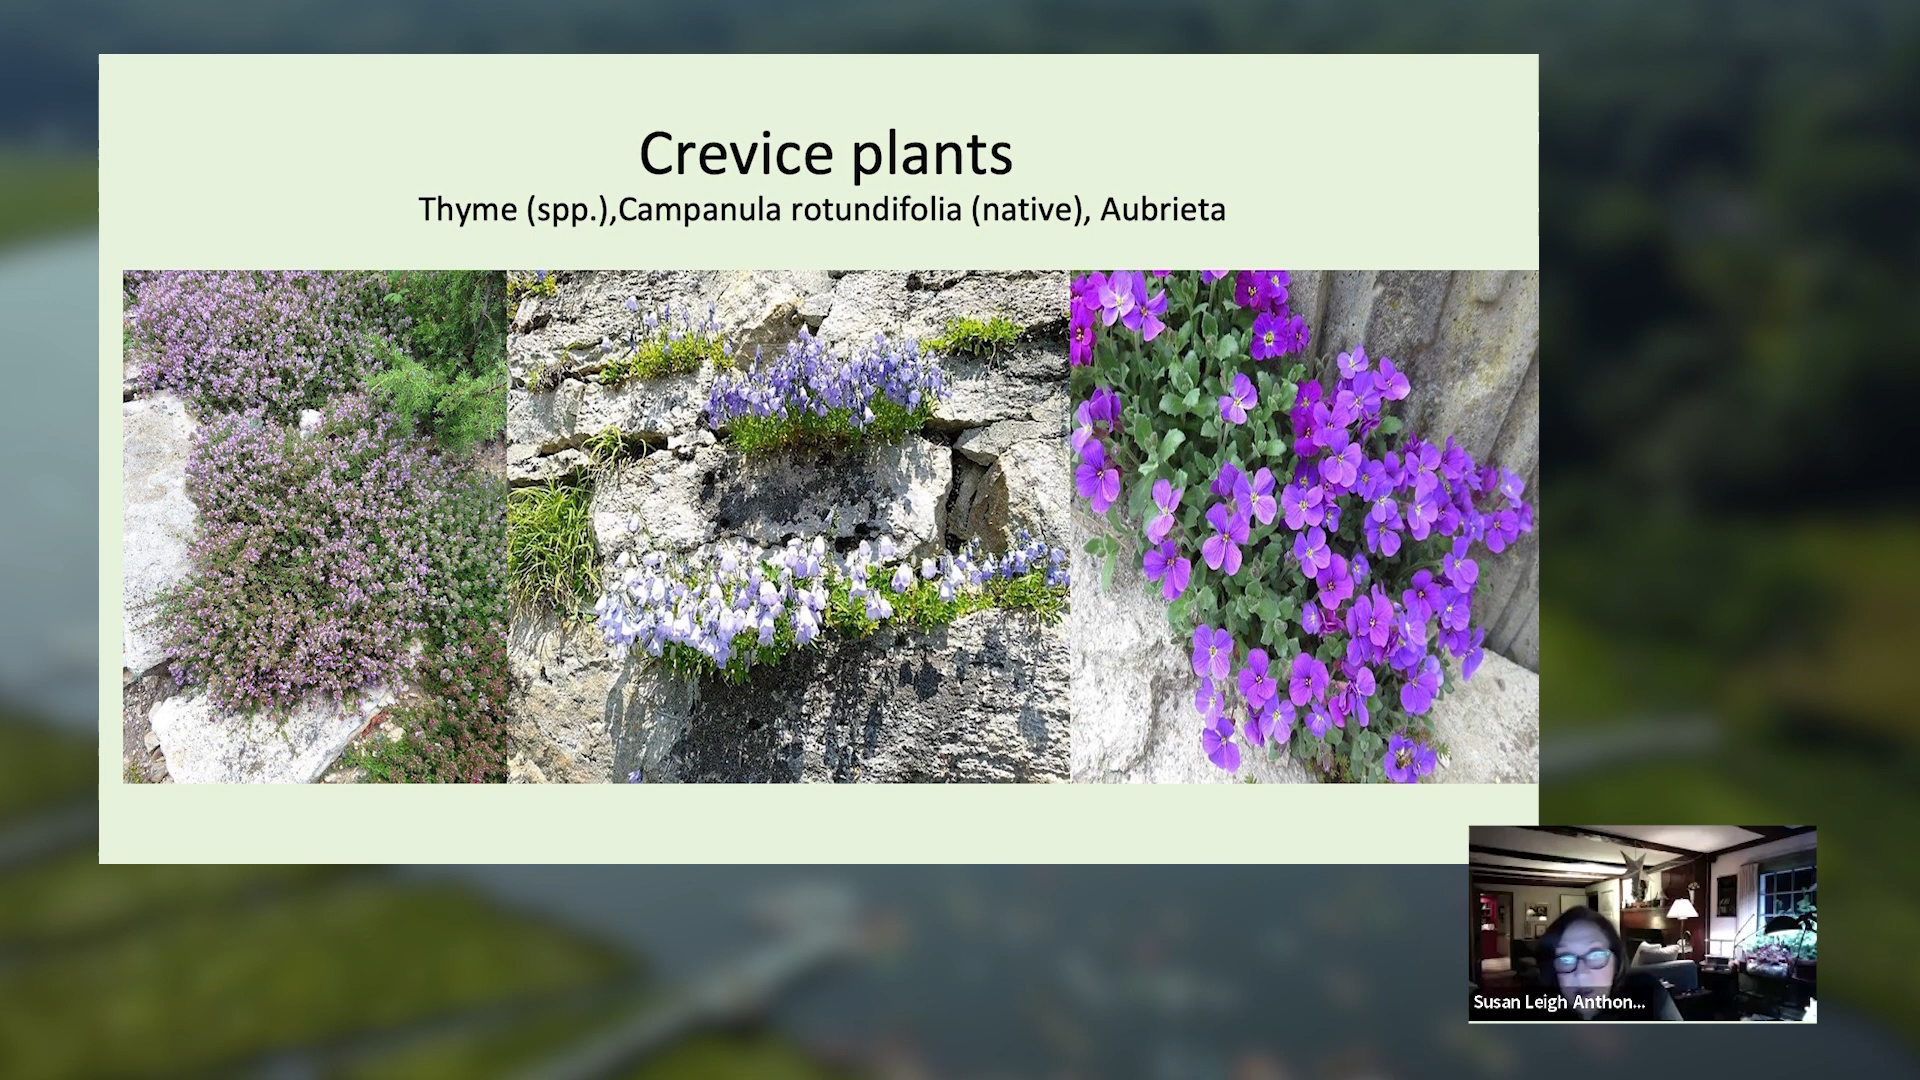 Crevice plants
Thyme (spp.),Campanula rotundifolia (native), Aubrieta
Susan Leigh Anthon...